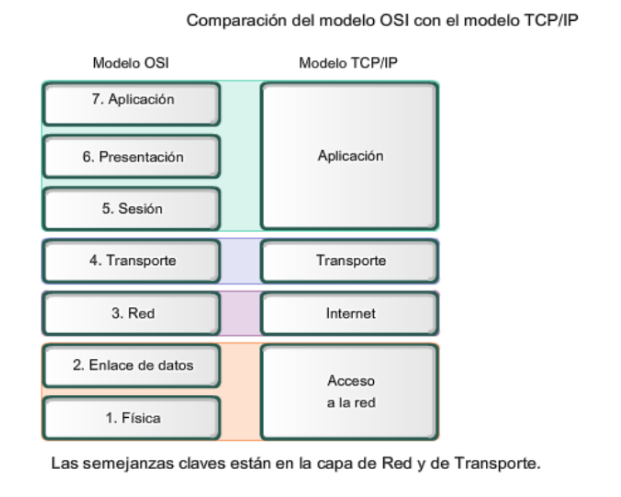 Comparación del modelo OSI con el modelo TCP/IP
Modelo OSI
Modelo TCP/IP
7. Aplicación
6. Presentación
5. Sesión
Aplicación
4. Transporte
Transporte
3. Red
Internet
2. Enlace de datos
1. Física
Acceso
a la red
Las semejanzas claves están en la capa de Red y de Transporte.